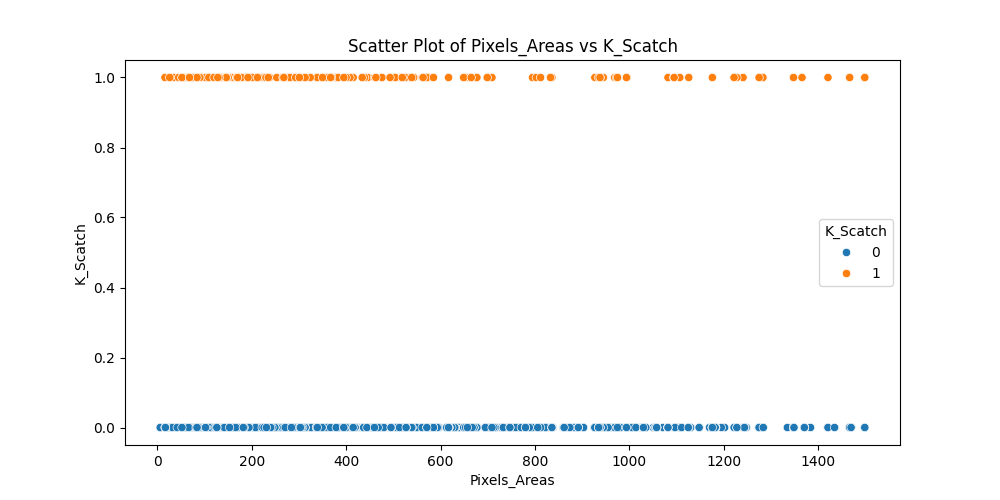 Scatter Plot of Pixels_Areas vs K_Scatch
1.0
0.8
0.6
0.4
0.2
0.0
K_Scatch
K_Scatch
0
1
0 200 400 600 800 1000 1200 1400
Pixels_Areas